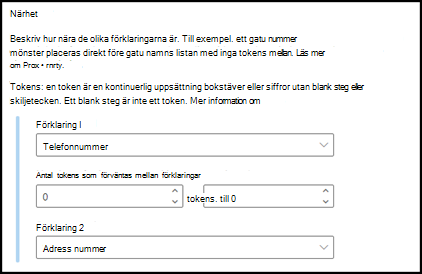 Närhet
Beskriv hur nära de olika förklaringarna är. Till exempel. ett gatu nummer
mönster placeras direkt före gatu namns listan med inga tokens mellan. Läs mer
om Prox • mrty.
Tokens: en token är en kontinuerlig uppsättning bokstäver eller siffror utan blank steg eller
skiljetecken. Ett blank steg är inte ett token. Mer information om
Förklaring I
Telefonnummer
Antal tokens som förväntas mellan förklaringar
0 tokens. till 0
Förklaring 2
Adress nummer